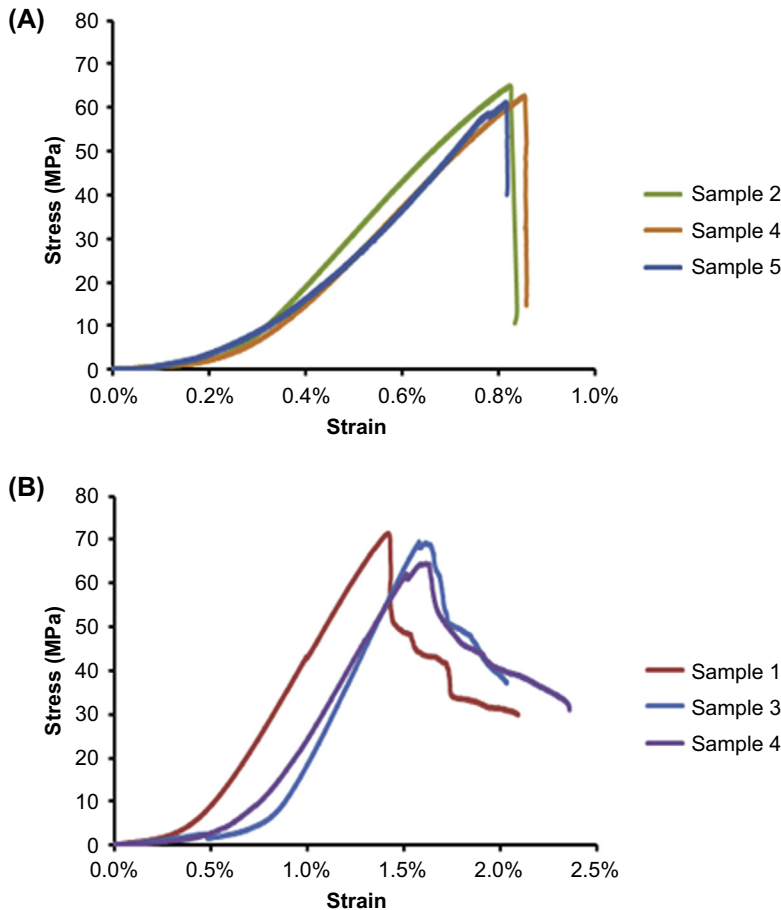 (A)
80
70
60
50
40
30
20
10
0
Stress (MPa)
0.0% 0.2% 0.4% 0.6% 0.8% 1.0%
Strain
Sample 2
Sample 4
Sample 5
(B)
80
70
60
50
40
30
20
10
0
Stress (MPa)
0.0% 0.5% 1.0% 1.5% 2.0% 2.5%
Strain
Sample 1
Sample 3
Sample 4